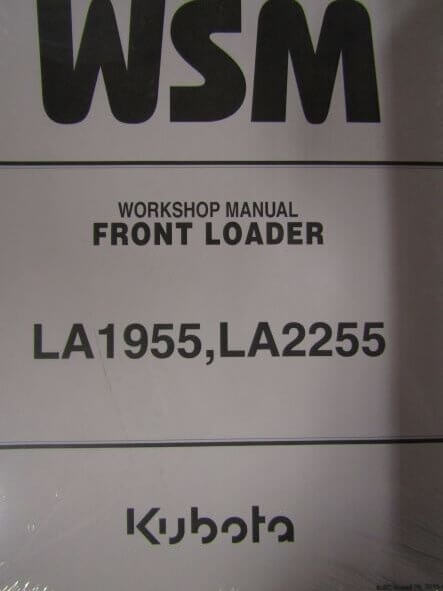 WSM
WORKSHOP MANUAL
FRONT LOADER
LA1955,LA2255
Kubota